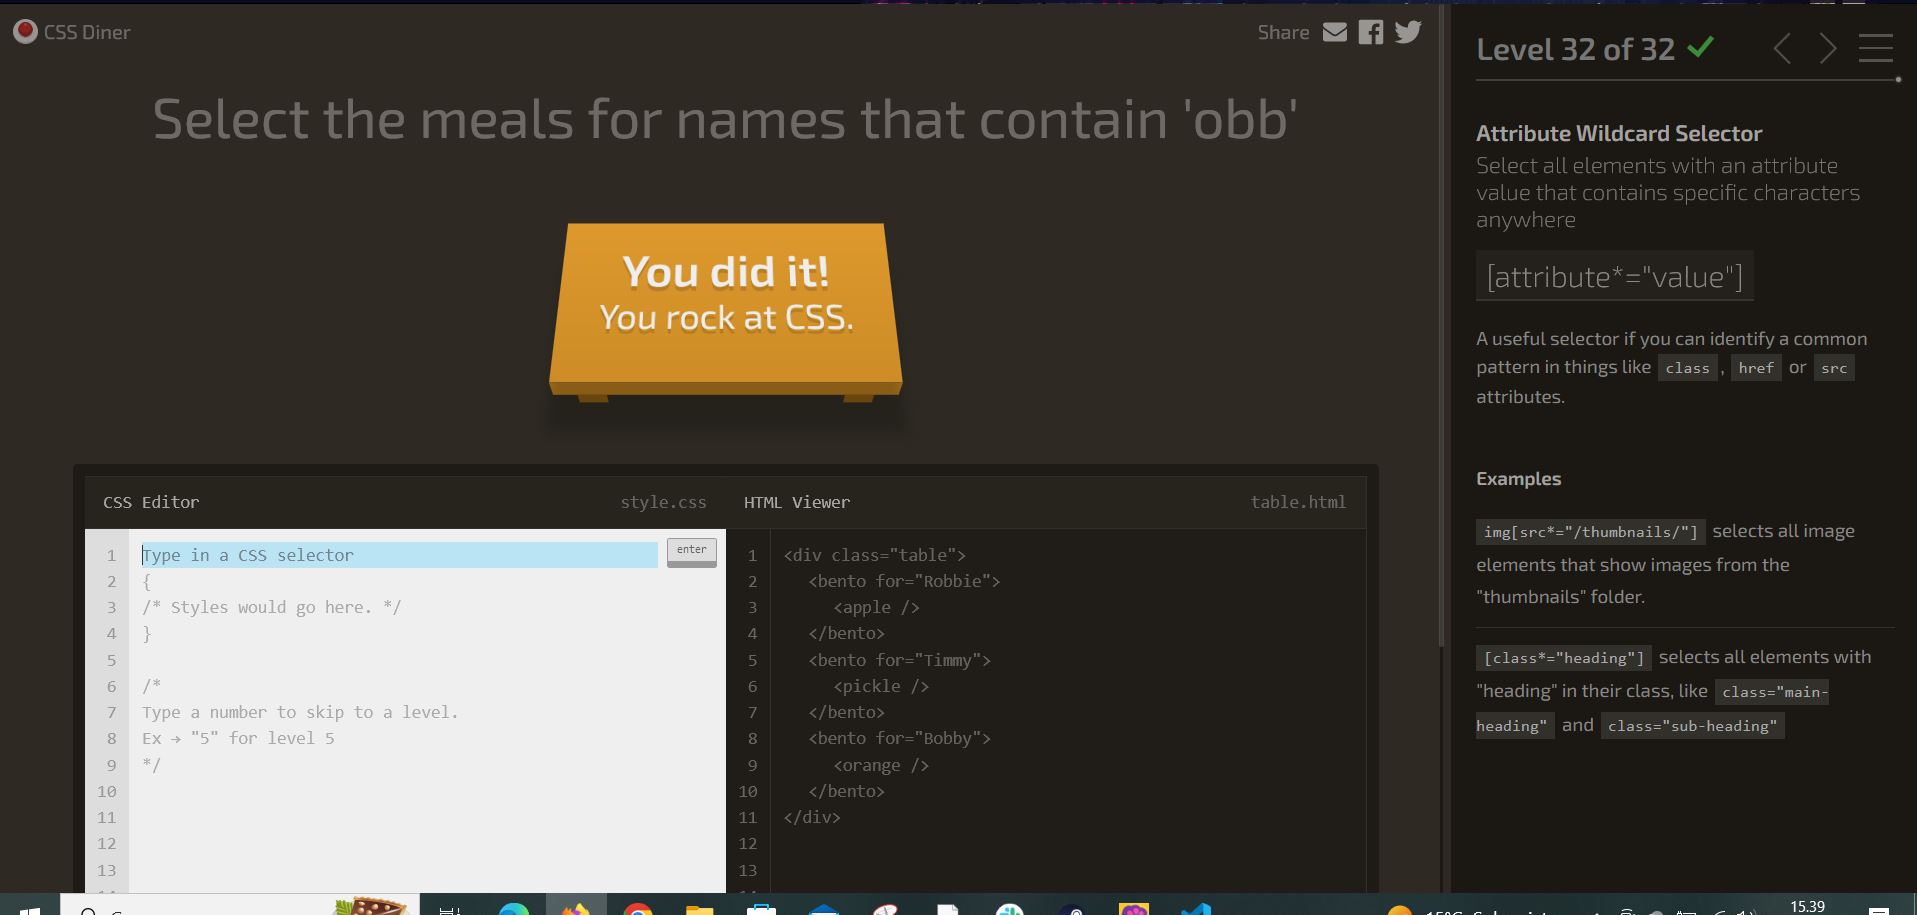 CSS Diner
Share
Select the meals for names that contain 'obb'
You did it!
You rock at CSS.
CSS Editor
style.css
HTML Viewer
table.html
1
2
3
4
5
6
7
8
9
10
11
12
13
Type in a CSS selector
enter
{
/* Styles would go here. */
}
/*
Type a number to skip to a level.
Ex → "5" for level 5
*/
1
2
3
4
5
6
7
8
9
10
11
12
13
<div class="table">
<bento for="Robbie">
<apple />
</bento>
<bento for="Timmy">
<pickle />
</bento>
<bento for="Bobby">
<orange />
</bento>
</div>
Level 32 of 32
Attribute Wildcard Selector
Select all elements with an attribute
value that contains specific characters
anywhere
[attribute*="value"]
A useful selector if you can identify a common
pattern in things like class , href or src
attributes.
Examples
img[src*="/thumbnails/"] selects all image
elements that show images from the
"thumbnails" folder.
[class*="heading"] selects all elements with
"heading" in their class, like class="main-
heading" and class="sub-heading"
15.39